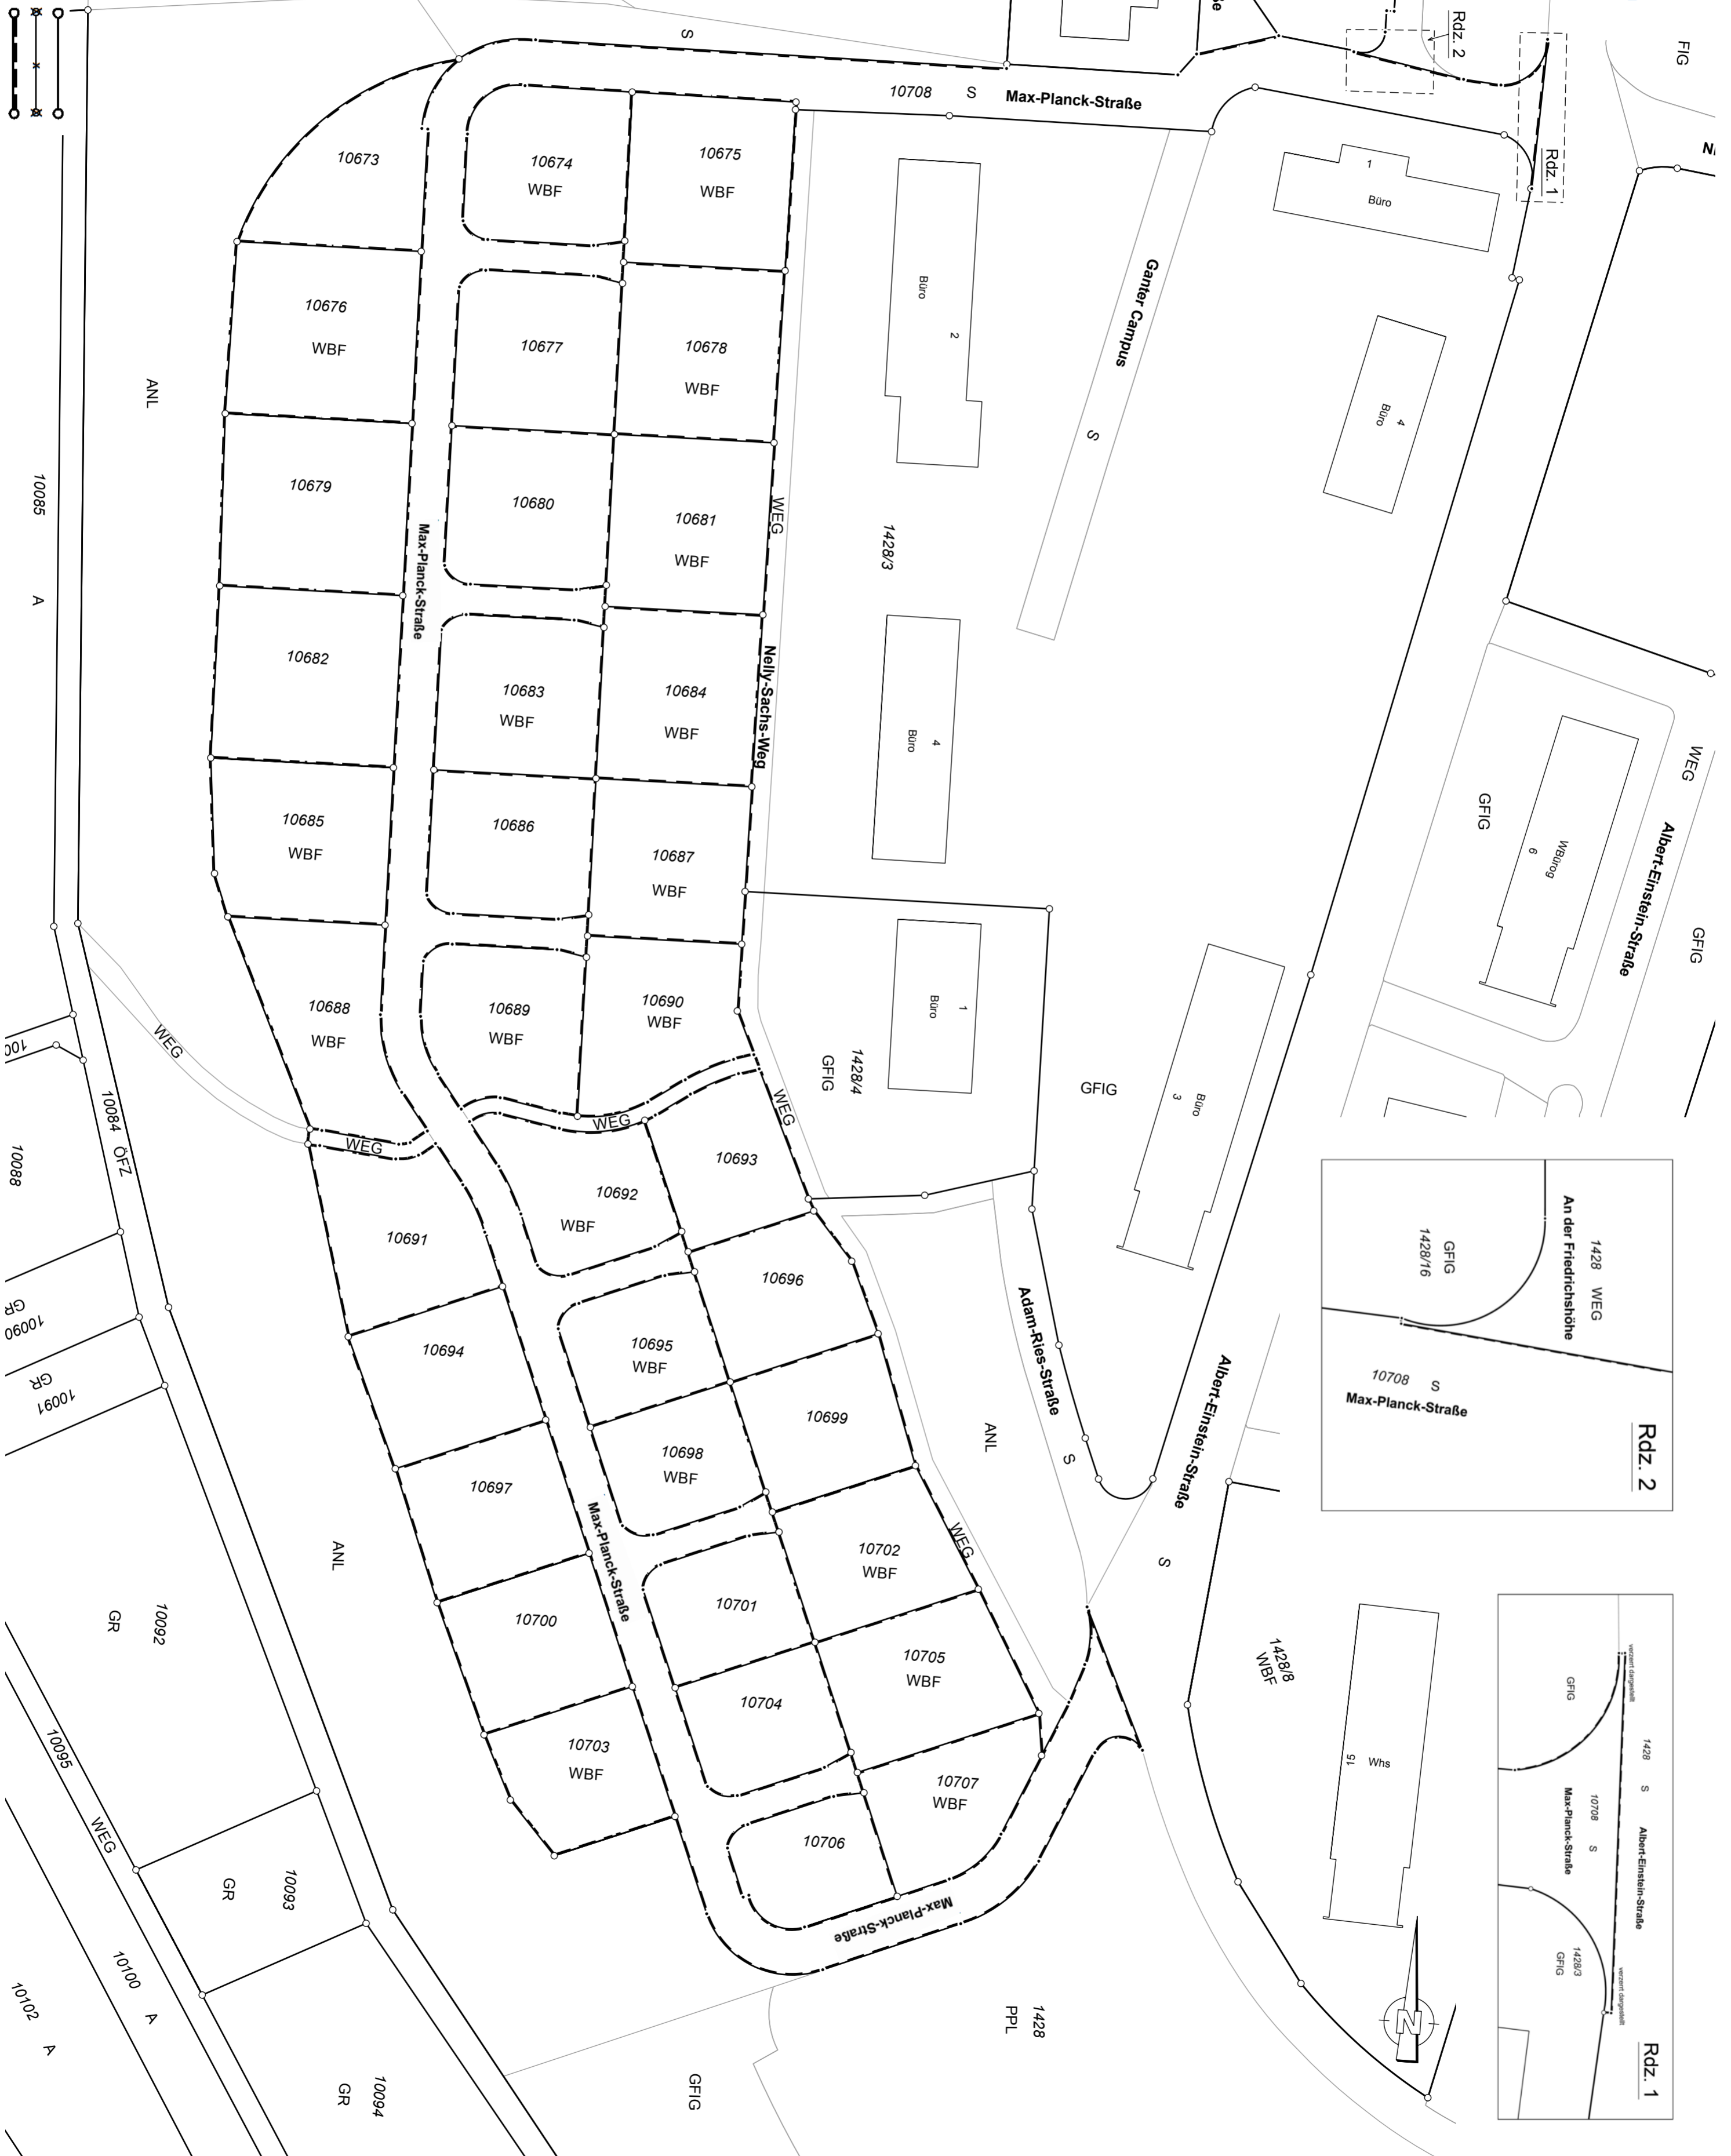 FIG
Rdz. 2
S
10708 S Max-Planck-Straße
Rdz. 1
10673
10674
WBF
10675
WBF
1
Büro
10676
WBF
10677
10678
WBF
Büro
2
Ganter Campus
S
4
Büro
ANL
10085
A
10679
10680
10681
WBF
WEG
1428/3
Max-Planck-Straße
10682
10683
WBF
10684
WBF
Nelly-Sachs-Weg
4
Büro
WEG
GFIG
6
Albert-Einstein-Straße
GFIG
10685
WBF
10686
10687
WBF
10688
WBF
10689
WBF
10690
WBF
1
Büro
1428/4
GFIG
GFIG
Büro
3
WEG
WEG
WEG
WEG
10084 ÖFZ
10088
10691
10692
WBF
10693
10090
GR
10091
GR
10694
10695
WBF
10696
Adam-Ries-Straße
S
Albert-Einstein-Straße
S
ANL
10697
10698
WBF
10699
Max-Planck-Straße
WEG
ANL
10092
GR
10700
10701
10702
WBF
10703
WBF
10704
10705
WBF
1428/8
WBF
Whs
15
10706
10707
WBF
Max-Planck-Straße
10095
WEG
10093
GR
10100
A
10102
A
10094
GR
GFIG
1428
PPL
N
1428 WEG
An der Friedrichshöhe
GFIG
1428/16
10708 S
Max-Planck-Straße
Rdz. 2
verzerrt dargestellt
GFIG
1428 S Albert-Einstein-Straße
10708 S
Max-Planck-Straße
1428/3
GFIG
verzerrt dargestellt
Rdz. 1